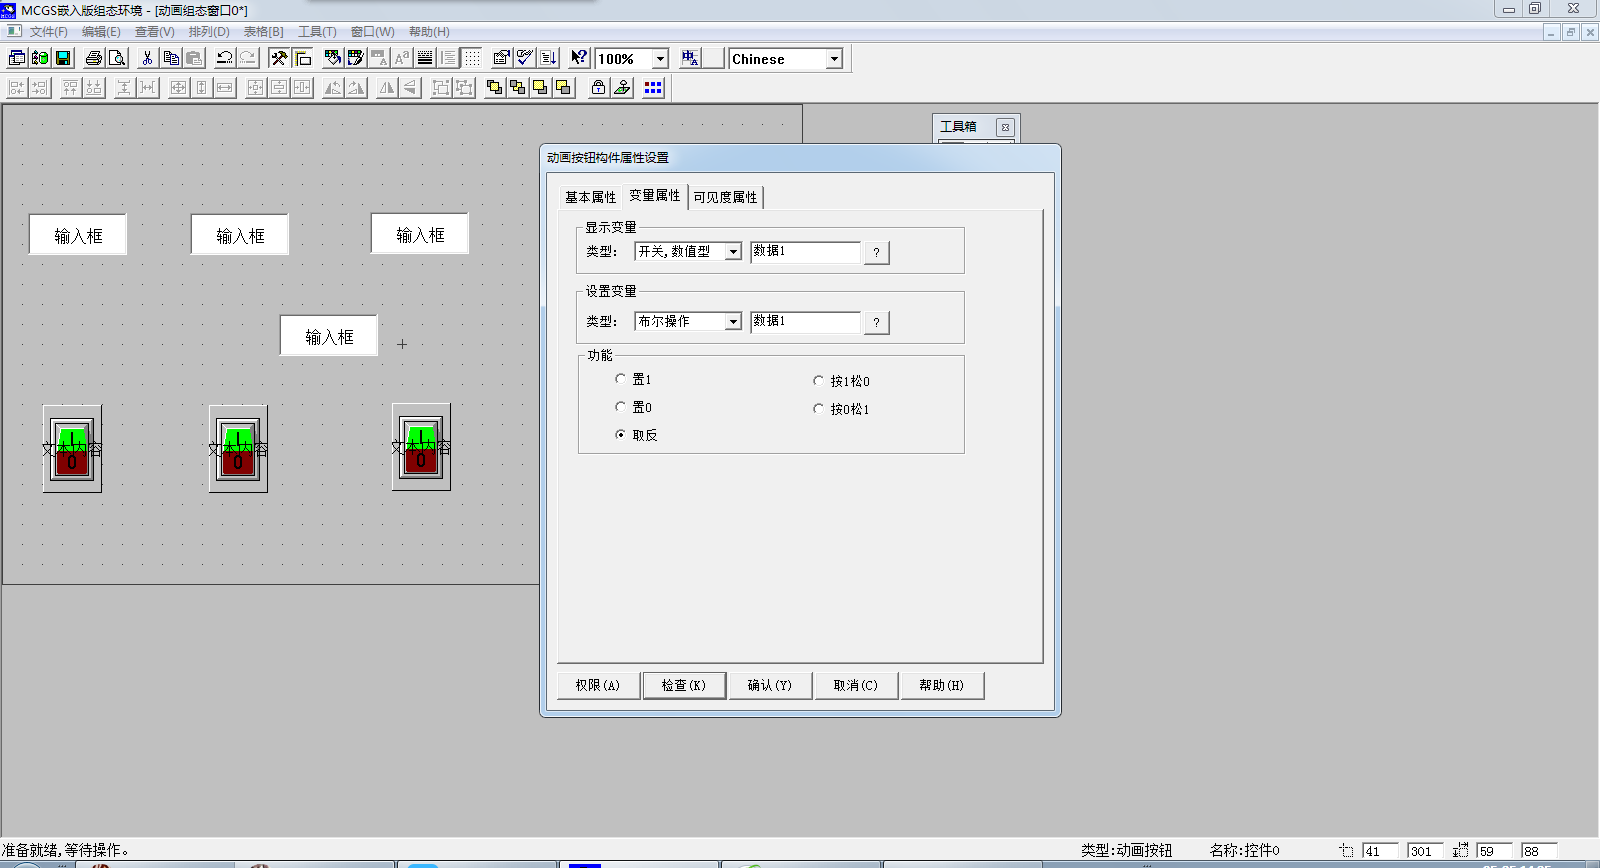 MCGS嵌入版组态环境 - [动画组态窗口0*]
文件(F) 编辑(E) 查看(V) 排列(D) 表格[B] 工具(T) 窗口(W) 帮助(H)
100% Chinese
工具箱
动画按钮构件属性设置
基本属性 变量属性 可见度属性
显示变量
类型: 开关,数值型 数据1 ?
设置变量
类型: 布尔操作 数据1 ?
功能
置1 按1松0
置0 按0松1
取反
权限(A) 检查(K) 确认(Y) 取消(C) 帮助(H)
输入框 输入框 输入框
输入框
文本内容 文本内容 文本内容
I I I
0 0 0
准备就绪,等待操作。 类型:动画按钮 名称:控件0 41 301 59 88